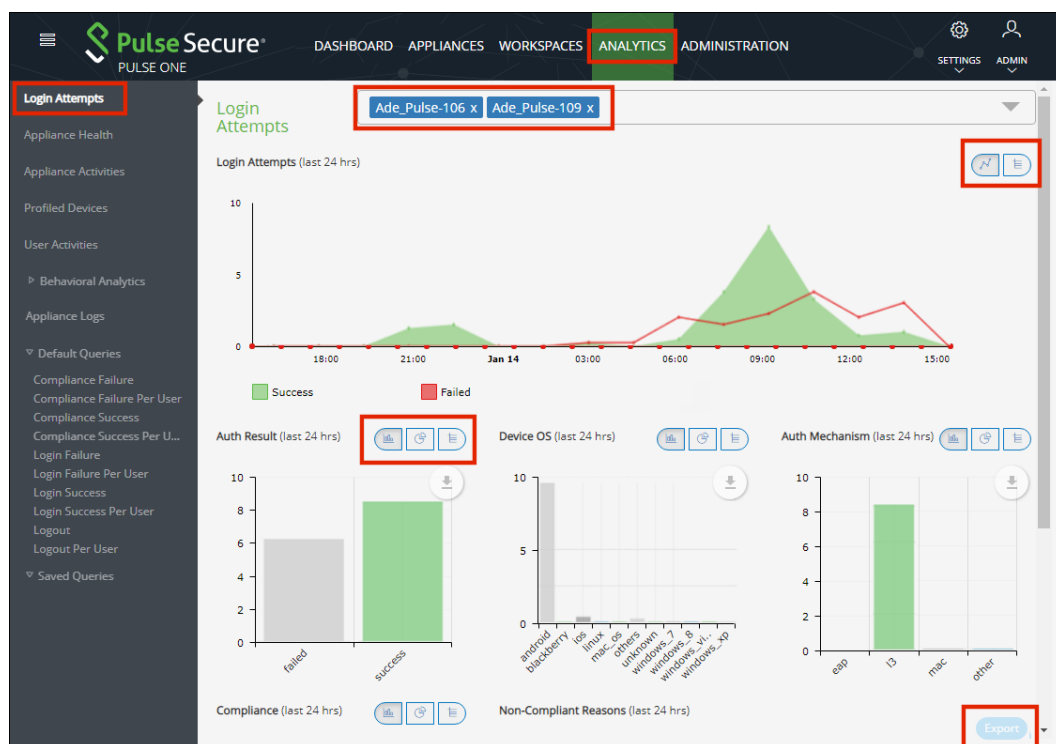 Pulse Secure®
PULSE ONE
DASHBOARD APPLIANCES WORKSPACES ANALYTICS ADMINISTRATION
SETTINGS ADMIN
Login Attempts
Appliance Health
Appliance Activities
Profiled Devices
User Activities
Behavioral Analytics
Appliance Logs
Default Queries
Compliance Failure
Compliance Failure Per User
Compliance Success
Compliance Success Per U...
Login Failure
Login Failure Per User
Login Success
Login Success Per User
Logout
Logout Per User
Saved Queries
Login
Attempts
Ade_Pulse-106 x Ade_Pulse-109 x
Login Attempts (last 24 hrs)
10
5
0
18:00 21:00 Jan 14 03:00 06:00 09:00 12:00 15:00
Success Failed
Auth Result (last 24 hrs)
10
8
6
4
2
0
failed success
Device OS (last 24 hrs)
10
5
0
android blackberry ios linux mac_os others unknown windows_7 windows_8 windows_vi.. windows_xp
Auth Mechanism (last 24 hrs)
10
8
6
4
2
0
eap l3 mac other
Compliance (last 24 hrs)
Non-Compliant Reasons (last 24 hrs)
Export